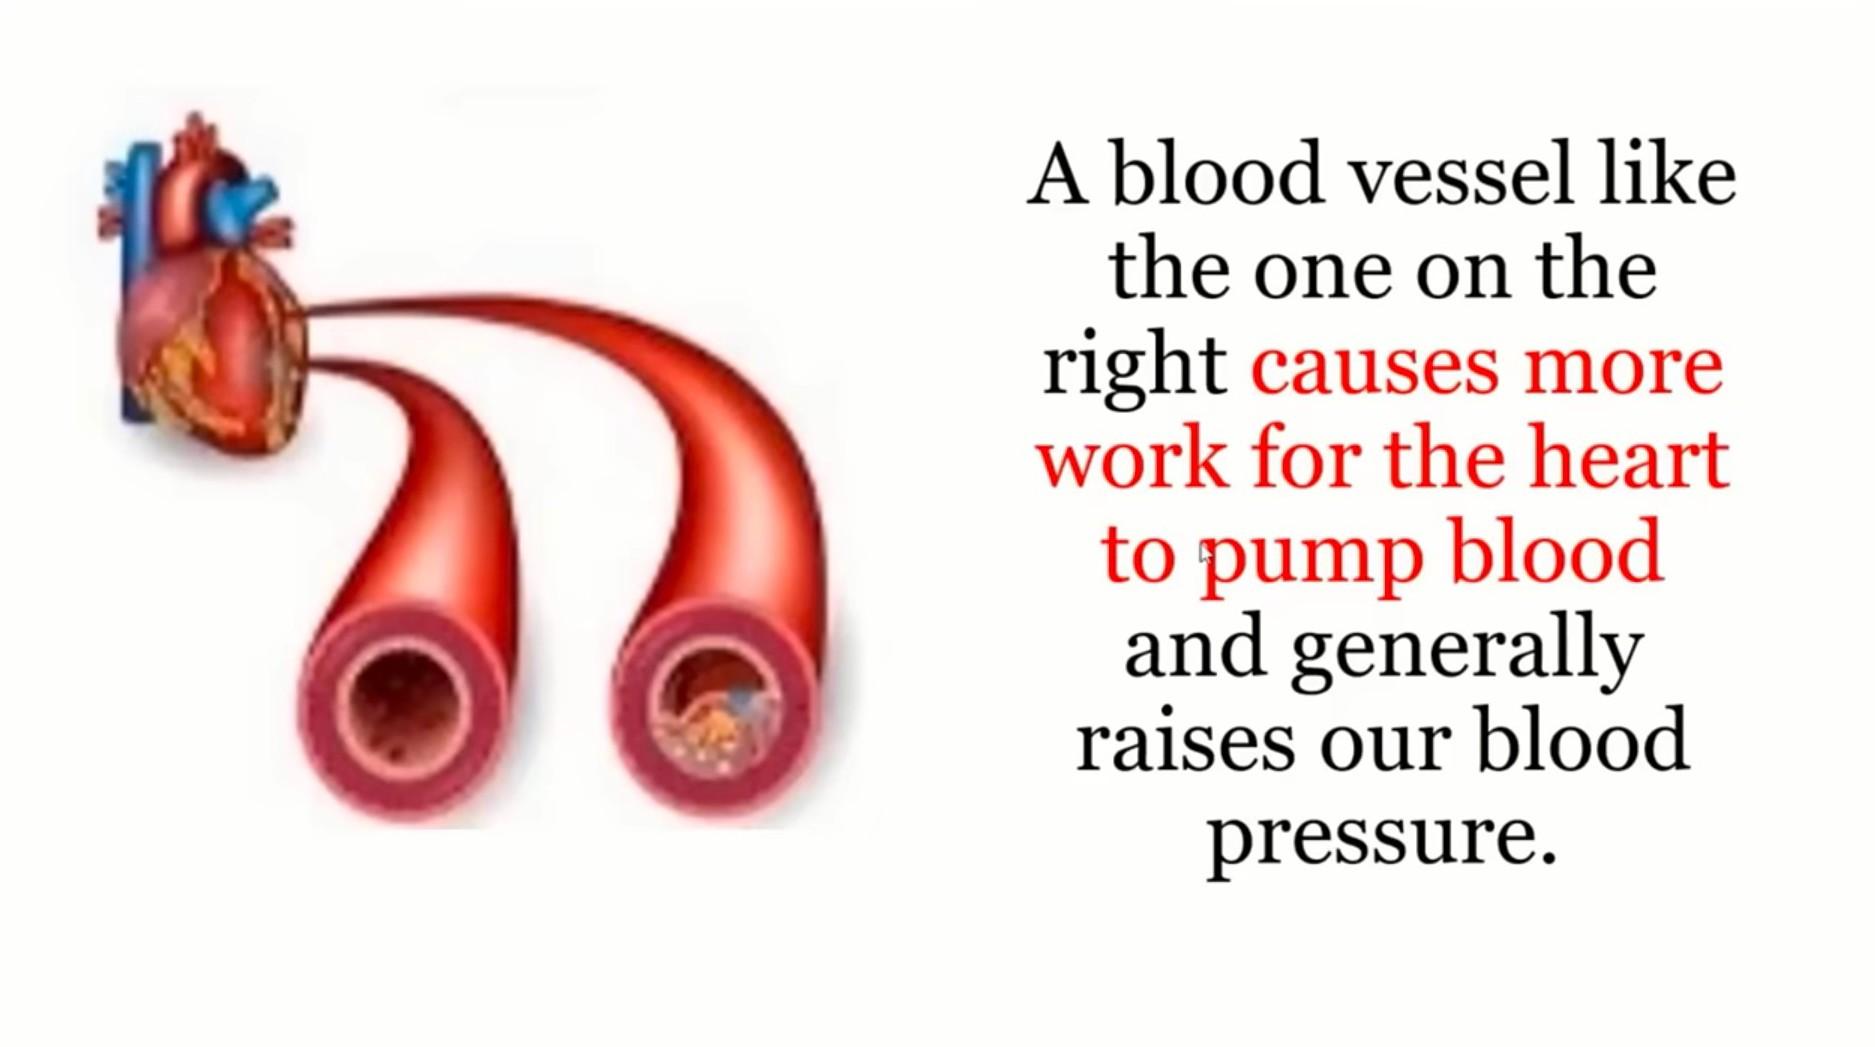 A blood vessel like
the one on the
right causes more
work for the heart
to pump blood
and generally
raises our blood
pressure.